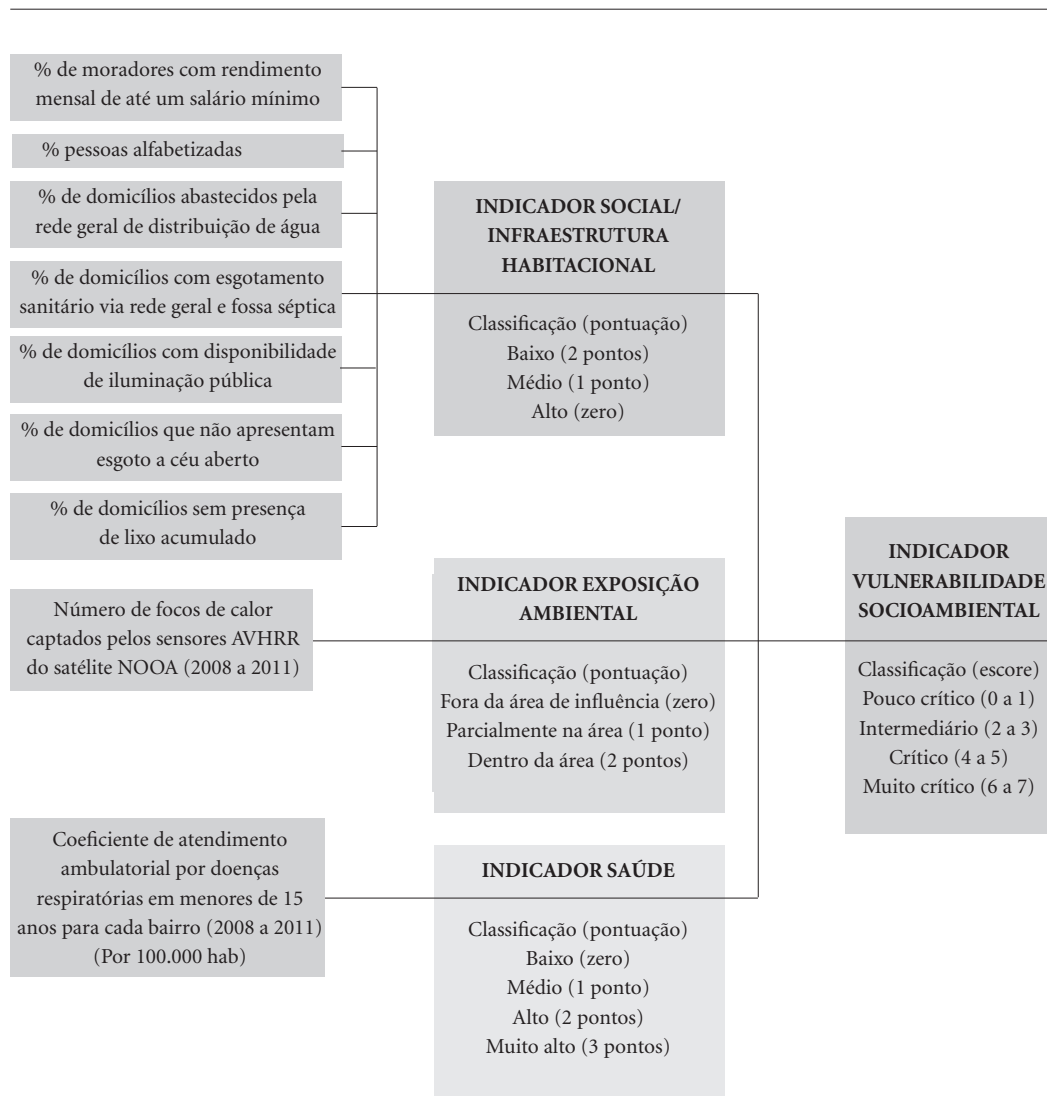 % de moradores com rendimento
mensal de até um salário mínimo
% pessoas alfabetizadas
% de domicílios abastecidos pela
rede geral de distribuição de água
% de domicílios com esgotamento
sanitário via rede geral e fossa séptica
% de domicílios com disponibilidade
de iluminação pública
% de domicílios que não apresentam
esgoto a céu aberto
% de domicílios sem presença
de lixo acumulado
INDICADOR SOCIAL/
INFRAESTRUTURA
HABITACIONAL
Classificação (pontuação)
Baixo (2 pontos)
Médio (1 ponto)
Alto (zero)
Número de focos de calor
captados pelos sensores AVHRR
do satélite NOOA (2008 a 2011)
INDICADOR EXPOSIÇÃO
AMBIENTAL
Classificação (pontuação)
Fora da área de influência (zero)
Parcialmente na área (1 ponto)
Dentro da área (2 pontos)
Coeficiente de atendimento
ambulatorial por doenças
respiratórias em menores de 15
anos para cada bairro (2008 a 2011)
(Por 100.000 hab)
INDICADOR SAÚDE
Classificação (pontuação)
Baixo (zero)
Médio (1 ponto)
Alto (2 pontos)
Muito alto (3 pontos)
INDICADOR
VULNERABILIDADE
SOCIOAMBIENTAL
Classificação (escore)
Pouco crítico (0 a 1)
Intermediário (2 a 3)
Crítico (4 a 5)
Muito crítico (6 a 7)